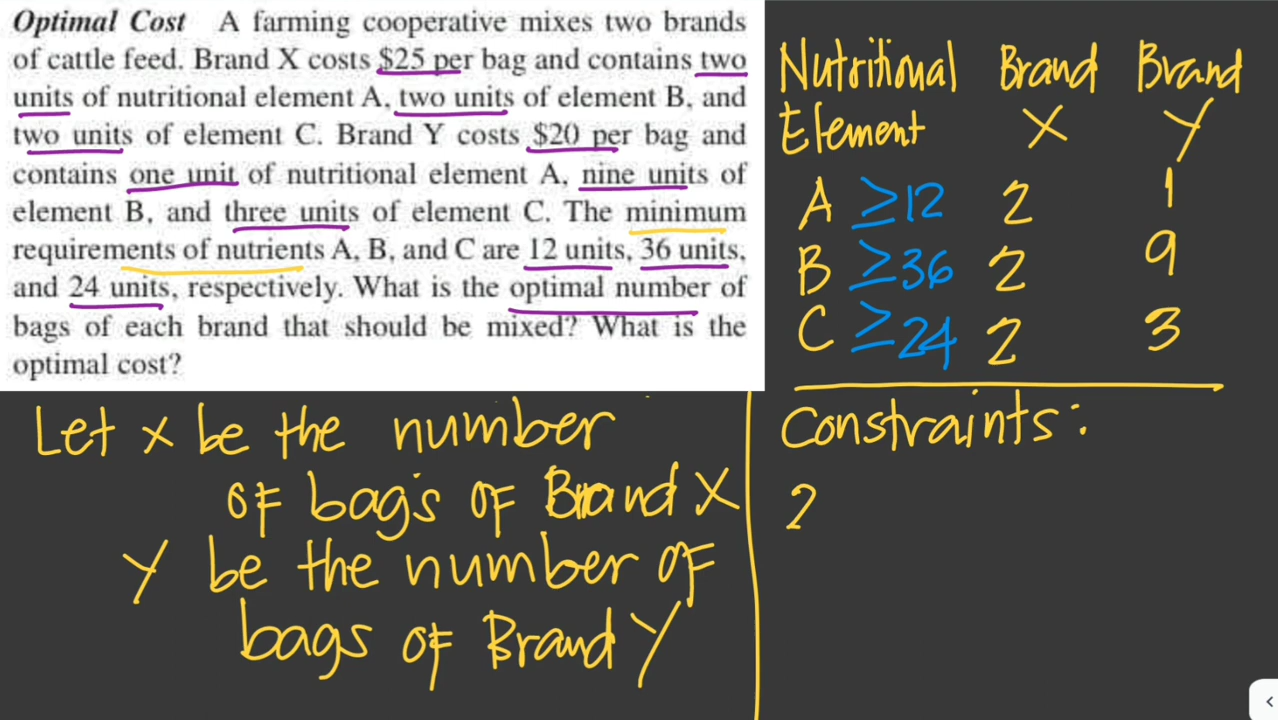 Optimal Cost A farming cooperative mixes two brands
of cattle feed. Brand X costs $25 per bag and contains two
units of nutritional element A, two units of element B, and
two units of element C. Brand Y costs $20 per bag and
contains one unit of nutritional element A, nine units of
element B, and three units of element C. The minimum
requirements of nutrients A, B, and C are 12 units, 36 units,
and 24 units, respectively. What is the optimal number of
bags of each brand that should be mixed? What is the
optimal cost?
Let x be the number
of bags of Brand X
y be the number of
bags of Brand Y
Nutritional Brand Brand
Element X Y
A ≥12 2 1
B ≥36 2 9
C ≥24 2 3
Constraints:
2